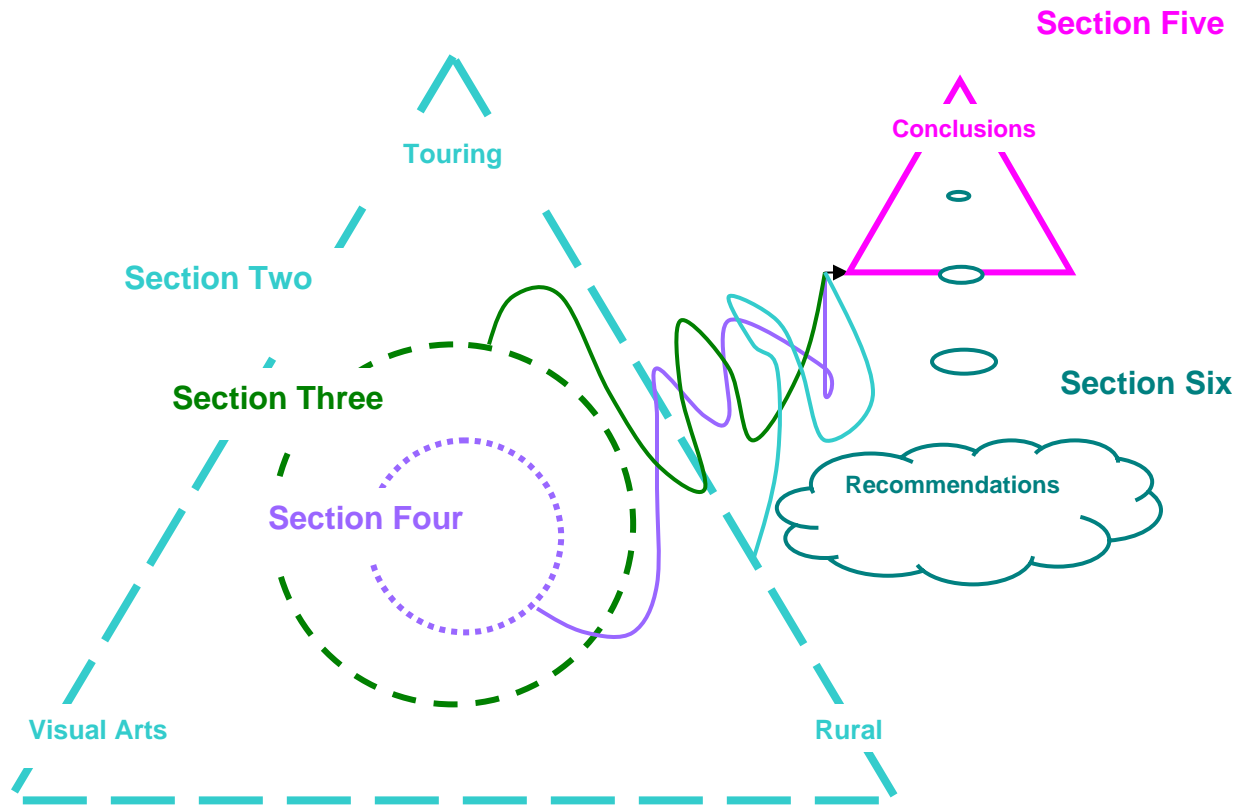 Section Five
Conclusions
Touring
Section Two
Section Three
Section Six
Recommendations
Section Four
Visual Arts
Rural